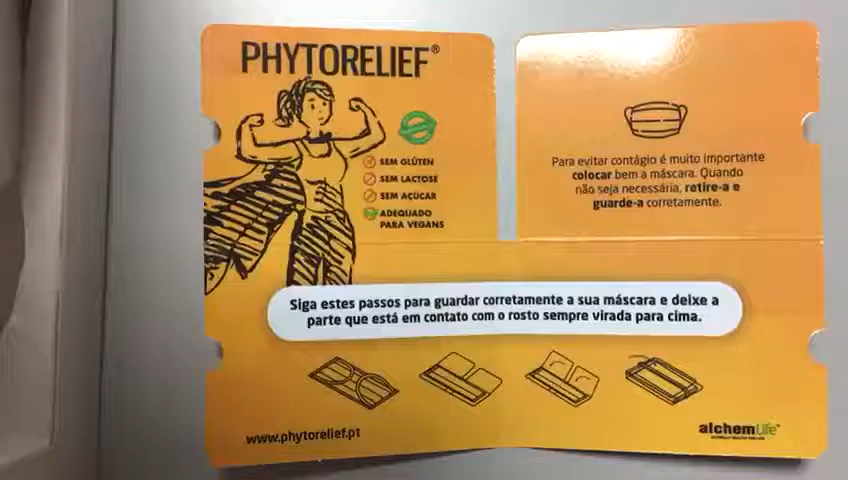 PHYTORELIEF®
SEM GLÚTEN
SEM LACTOSE
SEM AÇÚCAR
ADEQUADO
PARA VEGANS
Para evitar contágio é muito importante
colocar bem a máscara. Quando
não seja necessária, retire-a e
guarde-a corretamente.
Siga estes passos para guardar corretamente a sua máscara e deixe a
parte que está em contato com o rosto sempre virada para cima.
www.phytorelief.pt
alchemLife™